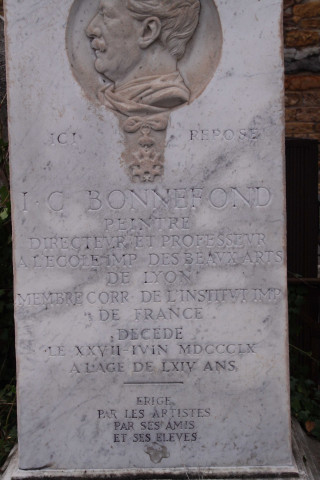 ICI REPOSE
I·C BONNEFOND
PEINTRE
DIRECTEUR ET PROFESSEUR
A L'ECOLE IMP DES BEAUX ARTS
DE LYON
MEMBRE CORR· DE L'INSTITUT IMP
DE FRANCE
DECEDE
LE XXVII IVIN MDCCCLX
A L'AGE DE LXIV ANS
ERIGE
PAR LES ARTISTES
PAR SES AMIS
ET SES ELEVES